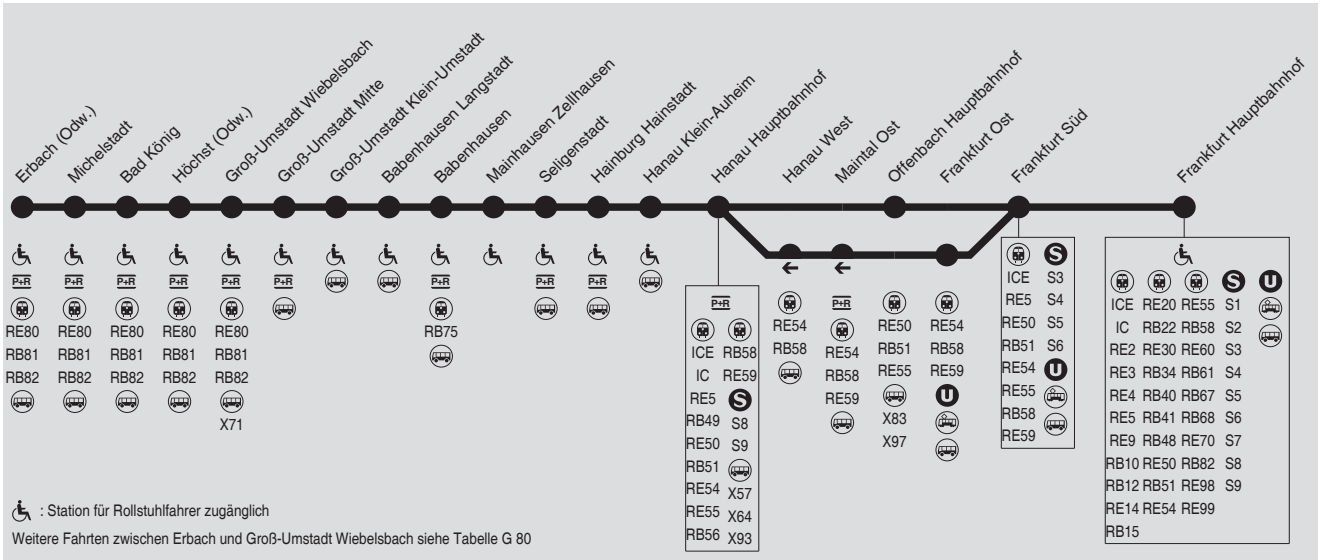 Erbach (Odw.)
Michelstadt
Bad König
Höchst (Odw.)
Groß-Umstadt Wiebelsbach
Groß-Umstadt Mitte
Groß-Umstadt Klein-Umstadt
Babenhausen Langstadt
Babenhausen
Mainhausen Zellhausen
Seligenstadt
Hainburg Hainstadt
Hanau Klein-Auheim
Hanau Hauptbahnhof
Hanau West
Maintal Ost
Offenbach Hauptbahnhof
Frankfurt Ost
Frankfurt Süd
Frankfurt Hauptbahnhof
P+R
RE80
RB81
RB82
P+R
RE80
RB81
RB82
P+R
RE80
RB81
RB82
P+R
RE80
RB81
RB82
P+R
RE80
RB81
RB82
X71
P+R
P+R
RB75
P+R
P+R
P+R
ICE RB58
IC RE59
RE5 S
RB49 S8
RE50 S9
RB51
RE54 X57
RE55 X64
RB56 X93
RE54
RB58
P+R
RE54
RB58
RE59
RE50
RB51
RE55
X83
X97
RE54
RB58
RE59
U
S
ICE S3
RE5 S4
RE50 S5
RB51 S6
RE54 U
RE55
RB58
RE59
S U
ICE RE20 RE55 S1
IC RB22 RB58 S2
RE2 RE30 RE60 S3
RE3 RB34 RB61 S4
RE4 RB40 RB67 S5
RE5 RB41 RB68 S6
RE9 RB48 RE70 S7
RB10 RE50 RB82 S8
RB12 RB51 RE98 S9
RE14 RE54 RE99
RB15
: Station für Rollstuhlfahrer zugänglich
Weitere Fahrten zwischen Erbach und Groß-Umstadt Wiebelsbach siehe Tabelle G 80